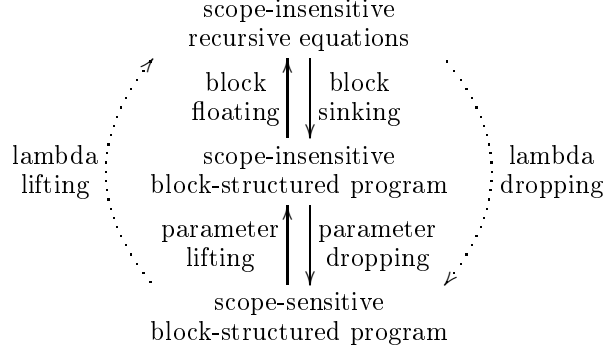 scope-insensitive
recursive equations
block
floating
block
sinking
lambda
lifting
scope-insensitive
block-structured program
lambda
dropping
parameter
lifting
parameter
dropping
scope-sensitive
block-structured program